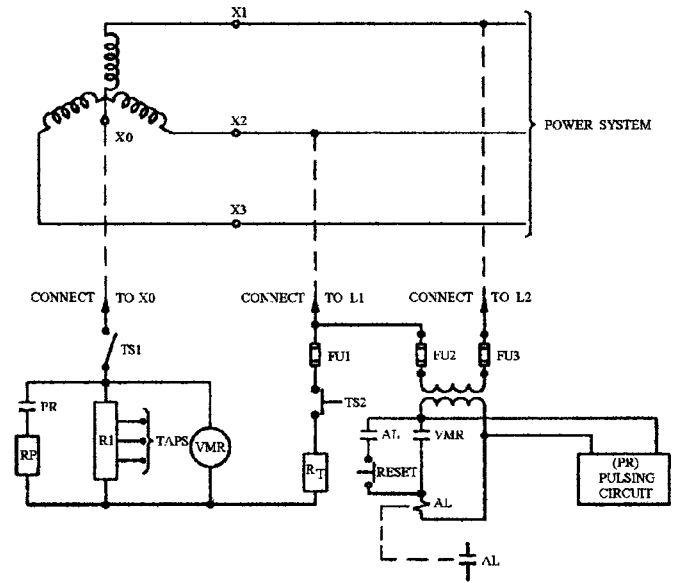 X1
X2
X0
POWER SYSTEM
X3
CONNECT TO X0
CONNECT TO L1
CONNECT TO L2
TS1
FU1
FU2
FU3
PR
TS2
R1
TAPS
VMR
AL
VMR
RP
RT
RESET
(PR)
PULSING
CIRCUIT
AL
AL